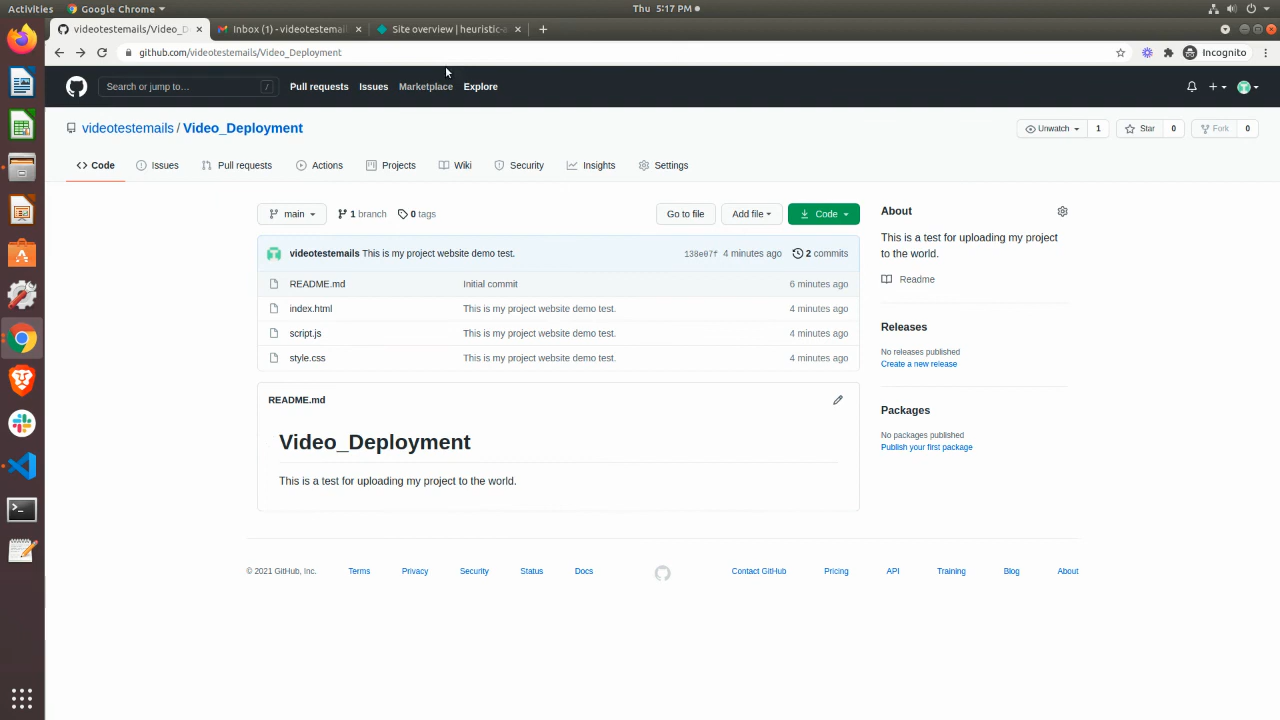 Activities Google Chrome Thu 5:17 PM
videotestemails/Video_D Inbox (1) - videotestemail Site overview | heuristic-a
github.com/videotestemails/Video_Deployment Incognito
Search or jump to… / Pull requests Issues Marketplace Explore
videotestemails / Video_Deployment Unwatch 1 Star 0 Fork 0
Code Issues Pull requests Actions Projects Wiki Security Insights Settings
main 1 branch 0 tags Go to file Add file Code
About
This is a test for uploading my project
to the world.
Readme
videotestemails This is my project website demo test. 138e07f 4 minutes ago 2 commits
README.md Initial commit 6 minutes ago
index.html This is my project website demo test. 4 minutes ago
script.js This is my project website demo test. 4 minutes ago
style.css This is my project website demo test. 4 minutes ago
Releases
No releases published
Create a new release
Packages
No packages published
Publish your first package
README.md
Video_Deployment
This is a test for uploading my project to the world.
© 2021 GitHub, Inc. Terms Privacy Security Status Docs Contact GitHub Pricing API Training Blog About